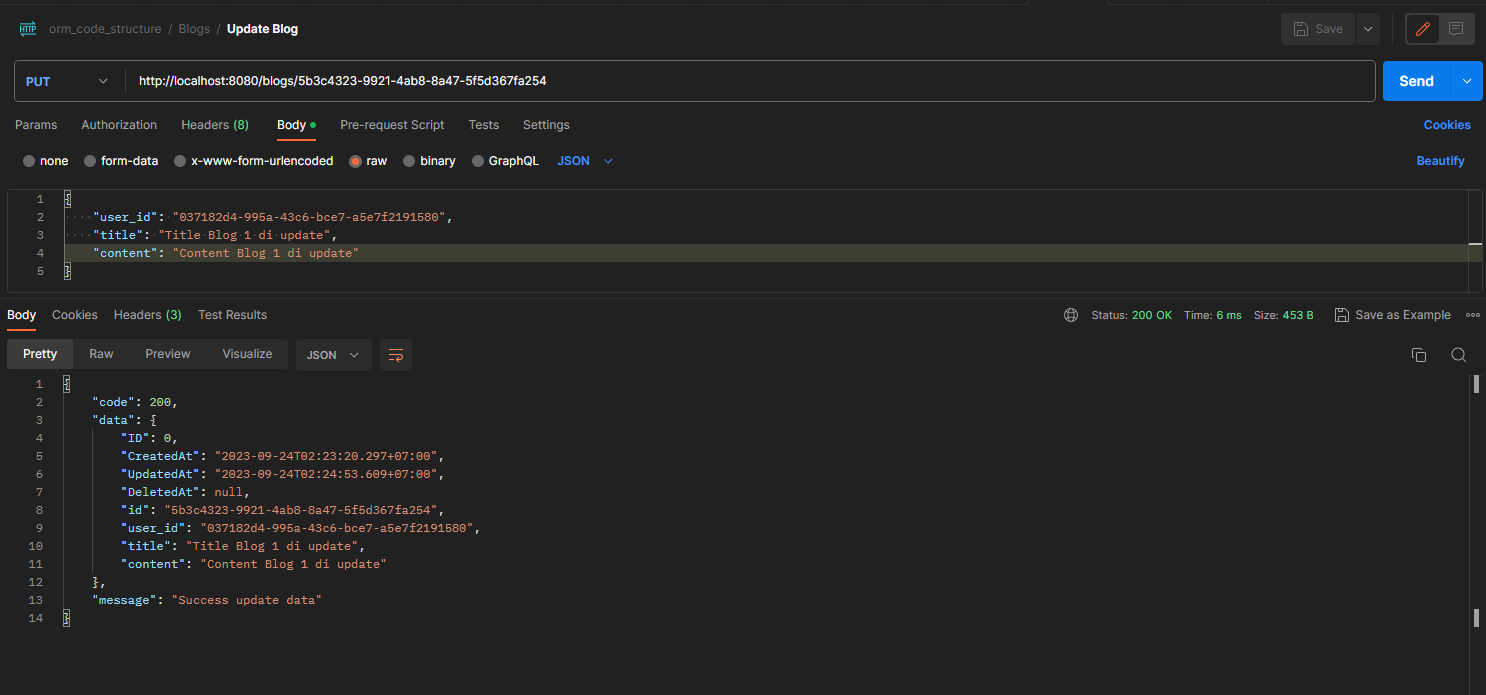 HTTP orm_code_structure / Blogs / Update Blog Save
PUT http://localhost:8080/blogs/5b3c4323-9921-4ab8-8a47-5f5d367fa254 Send
Params Authorization Headers (8) Body Pre-request Script Tests Settings Cookies
none form-data x-www-form-urlencoded raw binary GraphQL JSON Beautify
1 {
2 "user_id": "037182d4-995a-43c6-bce7-a5e7f2191580",
3 "title": "Title Blog 1 di update",
4 "content": "Content Blog 1 di update"
5 }
Body Cookies Headers (3) Test Results Status: 200 OK Time: 6 ms Size: 453 B Save as Example
Pretty Raw Preview Visualize JSON
1 {
2 "code": 200,
3 "data": {
4 "ID": 0,
5 "CreatedAt": "2023-09-24T02:23:20.297+07:00",
6 "UpdatedAt": "2023-09-24T02:24:53.609+07:00",
7 "DeletedAt": null,
8 "id": "5b3c4323-9921-4ab8-8a47-5f5d367fa254",
9 "user_id": "037182d4-995a-43c6-bce7-a5e7f2191580",
10 "title": "Title Blog 1 di update",
11 "content": "Content Blog 1 di update"
12 },
13 "message": "Success update data"
14 }